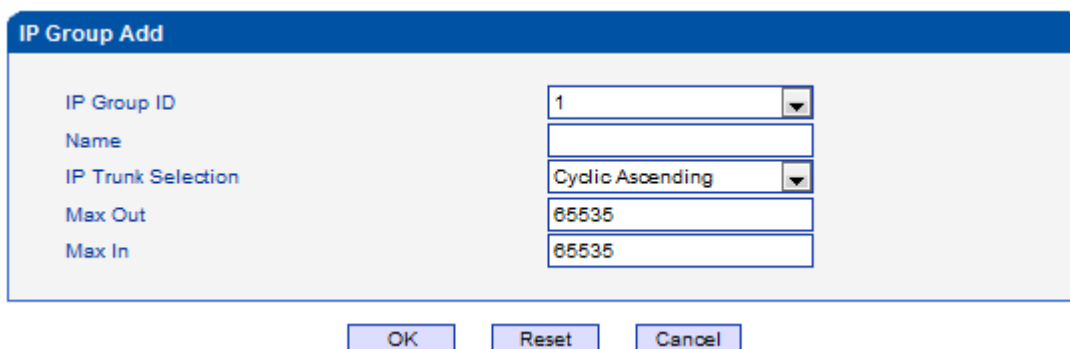 IP Group Add
IP Group ID 1
Name
IP Trunk Selection Cyclic Ascending
Max Out 65535
Max In 65535
OK Reset Cancel